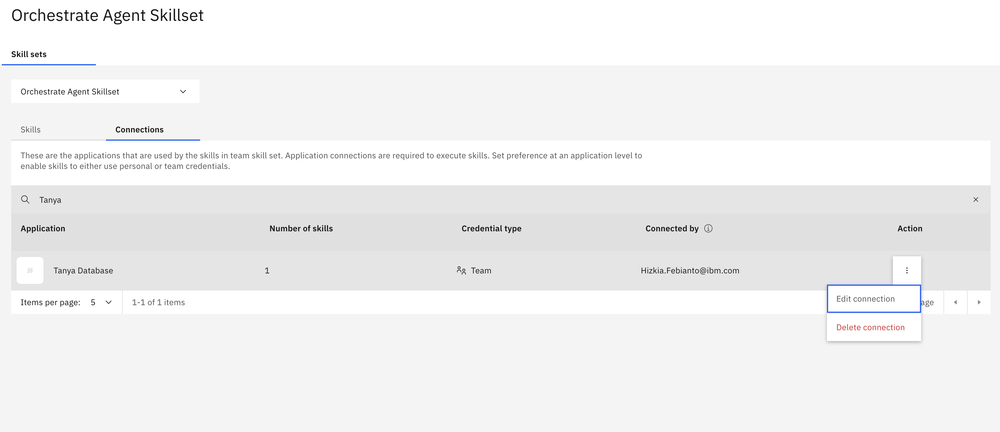 Orchestrate Agent Skillset
Skill sets
Orchestrate Agent Skillset
Skills
Connections
These are the applications that are used by the skills in team skill set. Application connections are required to execute skills. Set preference at an application level to
enable skills to either use personal or team credentials.
Tanya
Application
Number of skills
Credential type
Connected by
Action
Tanya Database
1
Team
Hizkia.Febianto@ibm.com
Edit connection
Delete connection
Items per page: 5
1-1 of 1 items